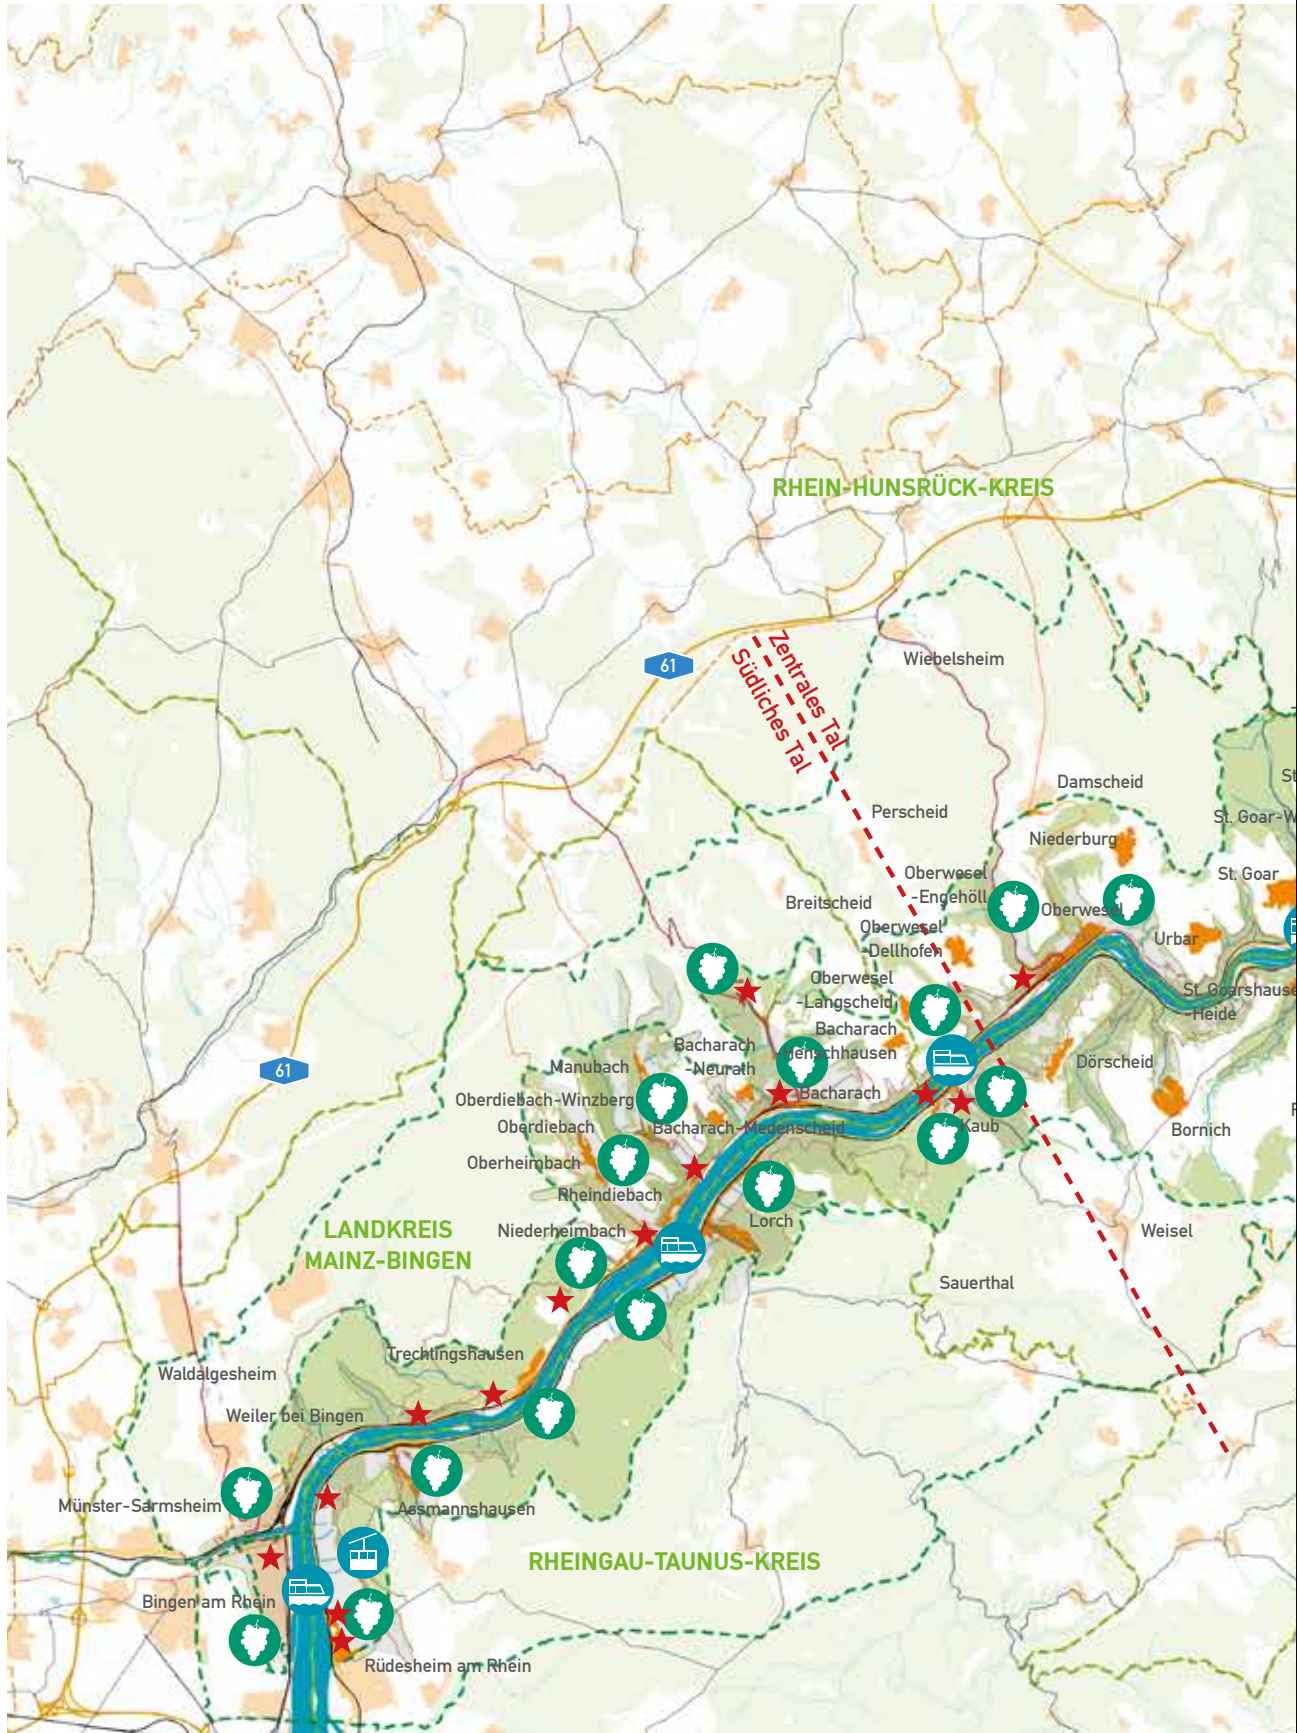 RHEIN-HUNSRÜCK-KREIS
61
Zentrales Tal
Südliches Tal
Wiebelsheim
Damscheid
St
Perscheid
St. Goar-W
Niederburg
Oberwesel
-Engehöll
St. Goar
Breitscheid
Oberwesel
Oberwesel
-Dellhofen
Urbar
Oberwesel
-Langscheid
St. Goarshause
-Heide
Bacharach
-Henschhausen
Bacharach
-Neurath
Manubach
61
Dörscheid
Bacharach
Oberdiebach-Winzberg
Oberdiebach
Bacharach-Medenscheid
Kaub
Bornich
Oberheimbach
Rheindiebach
Lorch
Niederheimbach
Weisel
LANDKREIS
MAINZ-BINGEN
Sauerthal
Trechtingshausen
Waldalgesheim
Weiler bei Bingen
Münster-Sarmsheim
Assmannshausen
RHEINGAU-TAUNUS-KREIS
Bingen am Rhein
Rüdesheim am Rhein